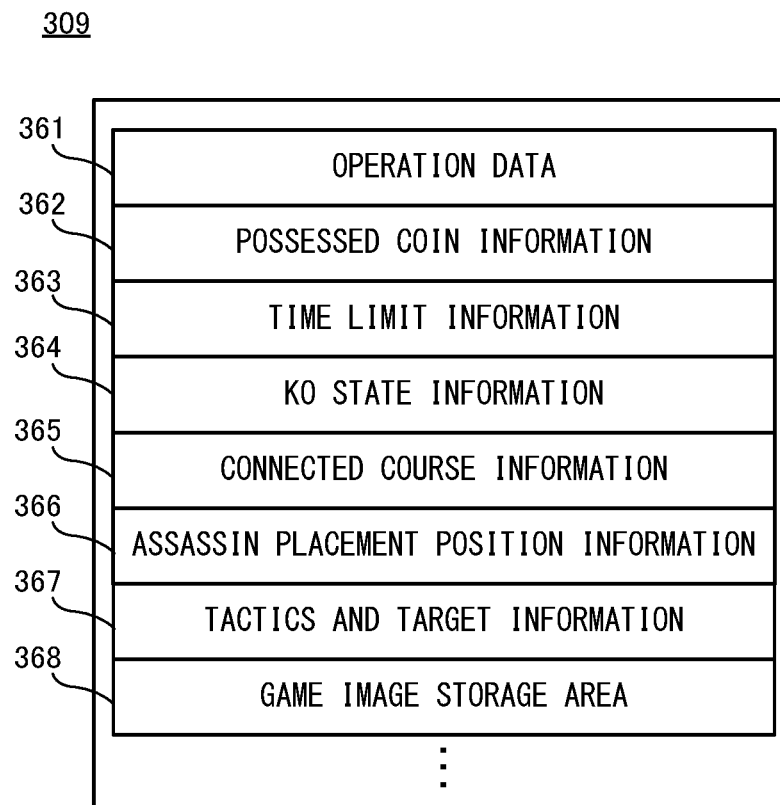 309
361
OPERATION DATA
362
POSSESSED COIN INFORMATION
363
TIME LIMIT INFORMATION
364
KO STATE INFORMATION
365
CONNECTED COURSE INFORMATION
366
ASSASSIN PLACEMENT POSITION INFORMATION
367
TACTICS AND TARGET INFORMATION
368
GAME IMAGE STORAGE AREA
⋮